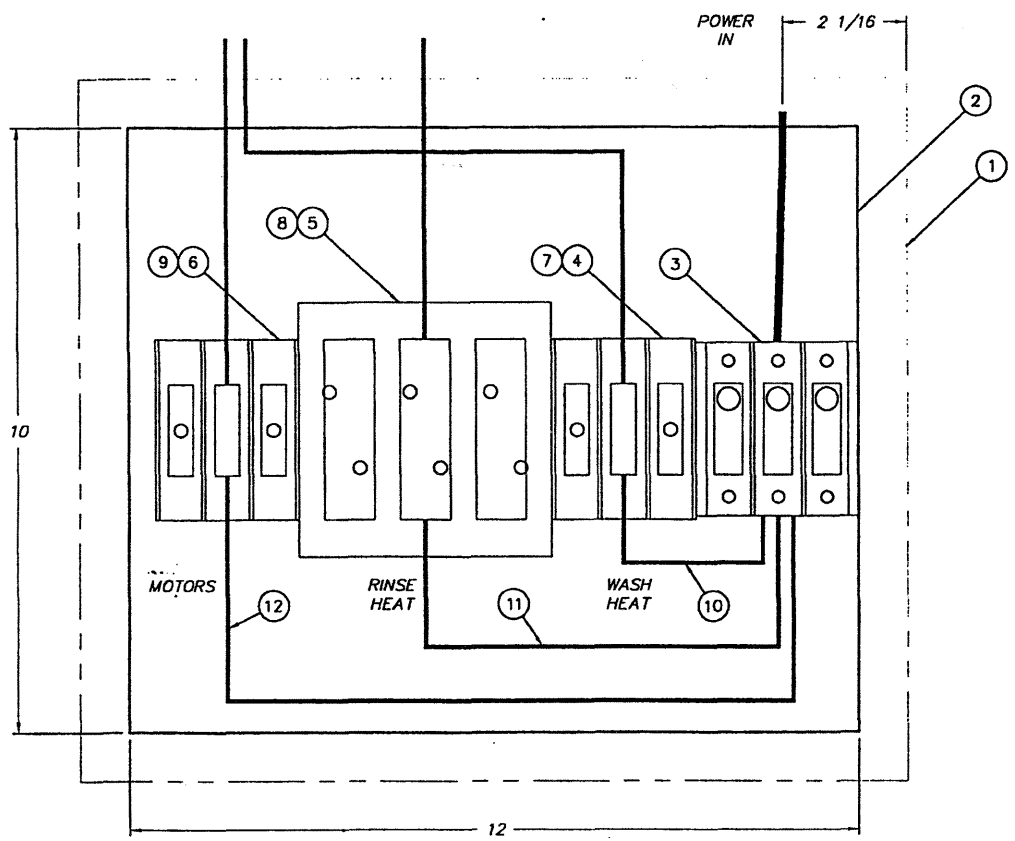 POWER
IN
2 1/16
2
1
8 5
9 6
7 4
3
10
MOTORS
RINSE
HEAT
WASH
HEAT
12
11
10
12